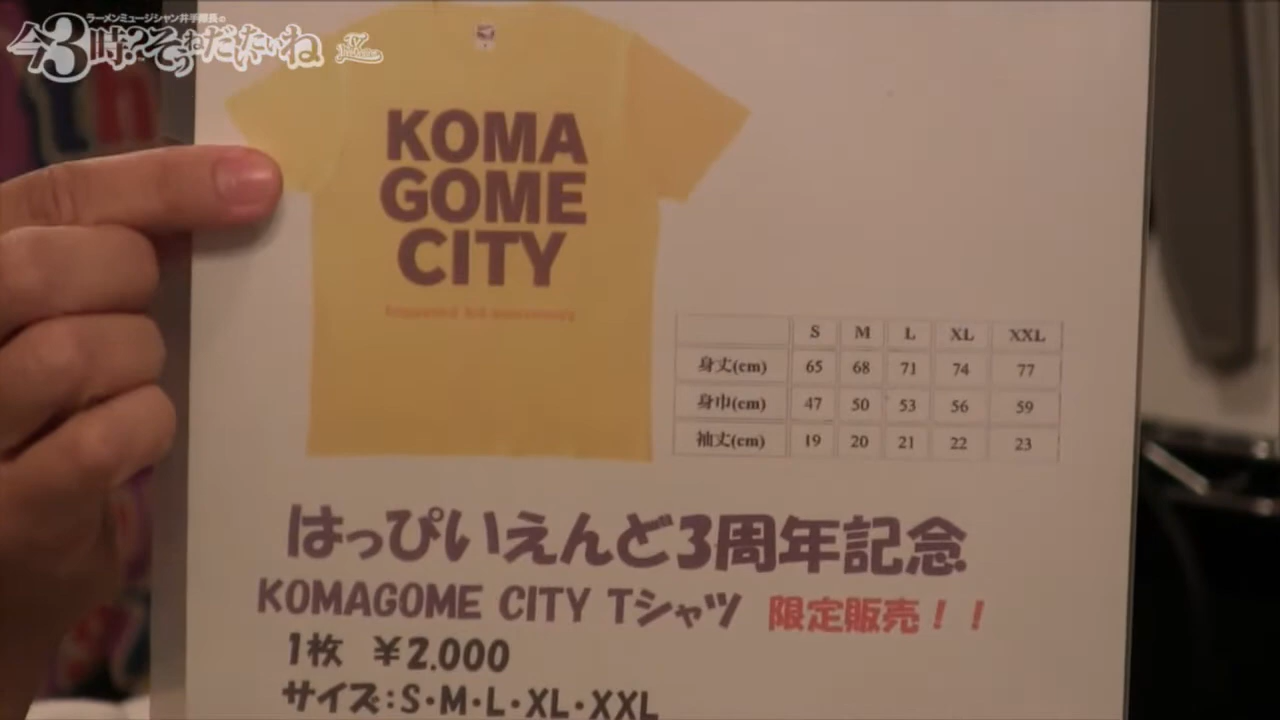 ラーメンミュージシャン井手隊長の
今3時?そうねだいたいね
KOMA
GOME
CITY
S M L XL XXL
身丈(cm) 65 68 71 74 77
身巾(cm) 47 50 53 56 59
袖丈(cm) 19 20 21 22 23
はっぴいえんど3周年記念
KOMAGOME CITY Tシャツ 限定販売！！
1枚 ￥2.000
サイズ:S・M・L・XL・XXL